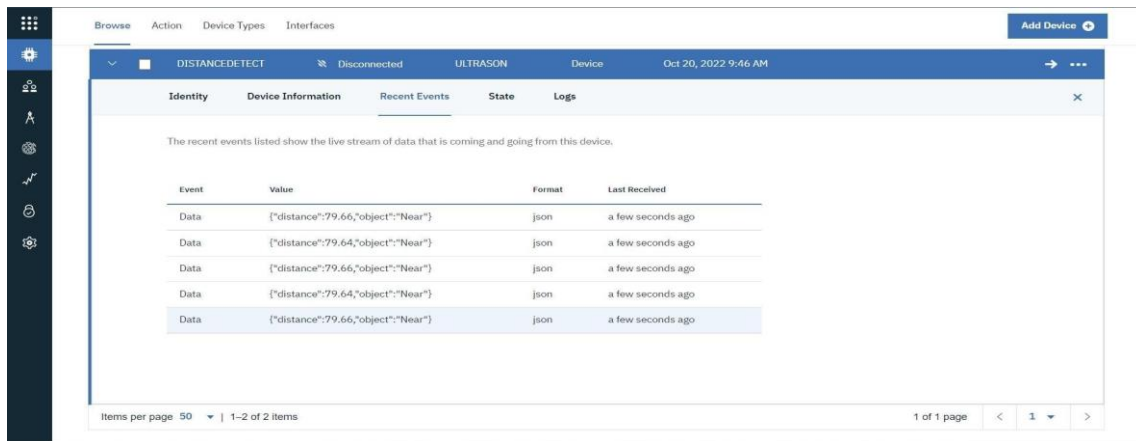 Browse Action Device Types Interfaces Add Device
DISTANCEDETECT Disconnected ULTRASON Device Oct 20, 2022 9:46 AM
Identity Device Information Recent Events State Logs
The recent events listed show the live stream of data that is coming and going from this device.
Event Value Format Last Received
Data {"distance":79.66,"object":"Near"} json a few seconds ago
Data {"distance":79.64,"object":"Near"} json a few seconds ago
Data {"distance":79.66,"object":"Near"} json a few seconds ago
Data {"distance":79.64,"object":"Near"} json a few seconds ago
Data {"distance":79.66,"object":"Near"} json a few seconds ago
Items per page 50 | 1–2 of 2 items 1 of 1 page < 1 >